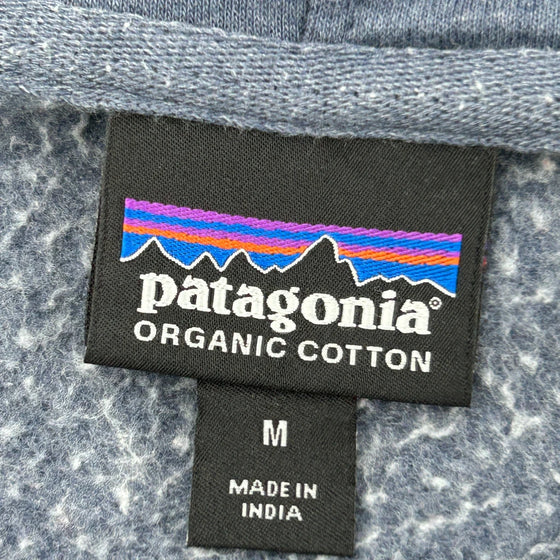 patagonia®
ORGANIC COTTON
M
MADE IN
INDIA